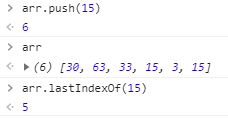 > arr.push(15)
< 6
> arr
< ▶(6) [30, 63, 33, 15, 3, 15]
> arr.lastIndexOf(15)
< 5